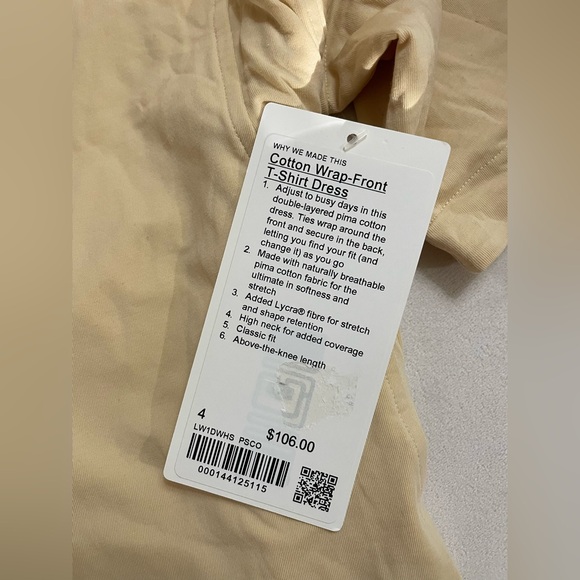 WHY WE MADE THIS
Cotton Wrap-Front
T-Shirt Dress
1. Adjust to busy days in this
double-layered pima cotton
dress. Ties wrap around the
front and secure in the back,
letting you find your fit (and
change it) as you go
2. Made with naturally breathable
pima cotton fabric for the
ultimate in softness and
stretch
3. Added Lycra® fibre for stretch
and shape retention
4. High neck for added coverage
5. Classic fit
6. Above-the-knee length
4
$106.00
LW1DWHS PSCO
000144125115